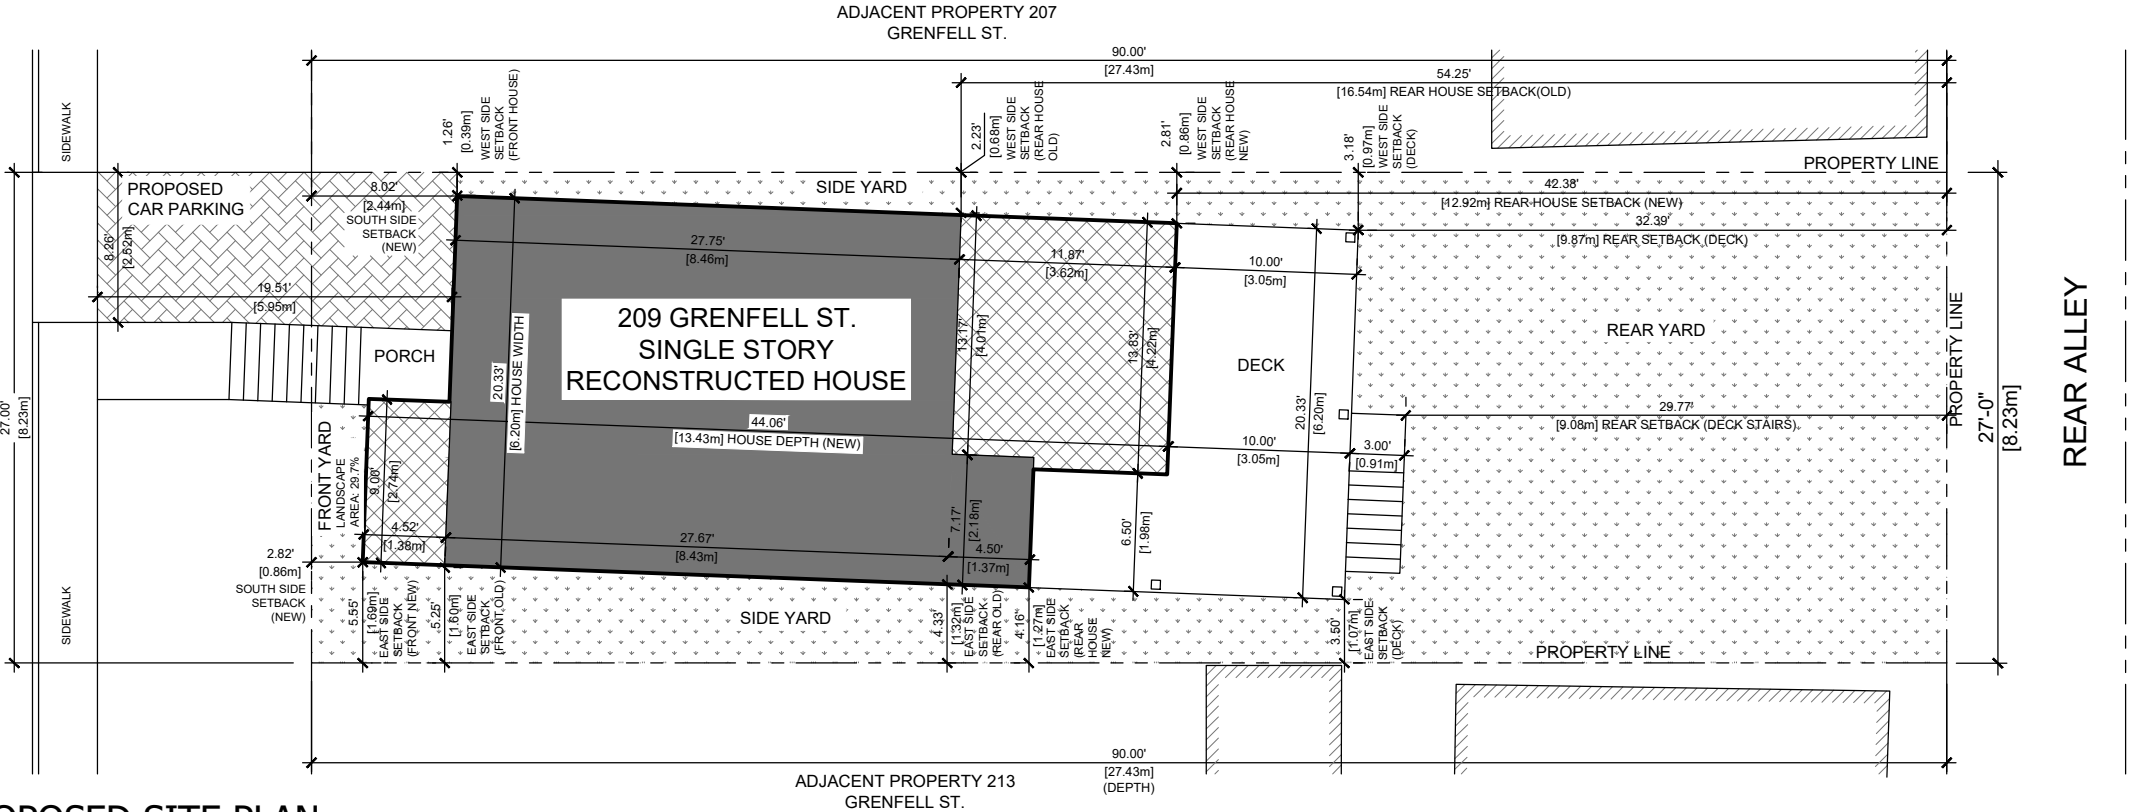 ADJACENT PROPERTY 207
GRENFELL ST.
90.00'
[27.43m]
54.25'
[16.54m] REAR HOUSE SETBACK(OLD)
SIDEWALK
1.26'
[0.39m]
WEST SIDE
SETBACK
(FRONT HOUSE)
2.23'
[0.68m]
WEST SIDE
SETBACK
(REAR HOUSE
OLD)
2.81'
[0.86m]
WEST SIDE
SETBACK
(REAR HOUSE
NEW)
3.18'
[0.97m]
WEST SIDE
SETBACK
(DECK)
PROPERTY LINE
PROPOSED
CAR PARKING
8.02'
[2.44m]
SOUTH SIDE
SETBACK
(NEW)
SIDE YARD
42.38'
[12.92m] REAR HOUSE SETBACK (NEW)
32.39'
[9.87m] REAR SETBACK (DECK)
8.26'
[2.52m]
27.75'
[8.46m]
11.87'
[3.62m]
10.00'
[3.05m]
19.51'
[5.95m]
209 GRENFELL ST.
SINGLE STORY
RECONSTRUCTED HOUSE
20.33'
[6.20m] HOUSE WIDTH
13.17'
[4.01m]
13.83'
[4.22m]
PORCH
DECK
REAR YARD
PROPERTY LINE
REAR ALLEY
20.33'
[6.20m]
27.00'
[8.23m]
27'-0"
[8.23m]
44.06'
[13.43m] HOUSE DEPTH (NEW)
10.00'
[3.05m]
3.00'
[0.91m]
29.77'
[9.08m] REAR SETBACK (DECK STAIRS)
FRONT YARD
LANDSCAPE
AREA: 29.7%
9.00'
[2.74m]
4.52'
[1.38m]
27.67'
[8.43m]
7.17'
[2.18m]
4.50'
[1.37m]
6.50'
[1.98m]
2.82'
[0.86m]
SOUTH SIDE
SETBACK
(NEW)
SIDEWALK
5.55'
[1.69m]
EAST SIDE
SETBACK
(FRONT NEW)
5.25'
[1.60m]
EAST SIDE
SETBACK
(FRONT OLD)
SIDE YARD
4.33'
[1.32m]
EAST SIDE
SETBACK
(REAR OLD)
4.16'
[1.27m]
EAST SIDE
SETBACK
(REAR
HOUSE
NEW)
3.50'
[1.07m]
EAST SIDE
SETBACK
(DECK)
PROPERTY LINE
90.00'
[27.43m]
(DEPTH)
ADJACENT PROPERTY 213
GRENFELL ST.